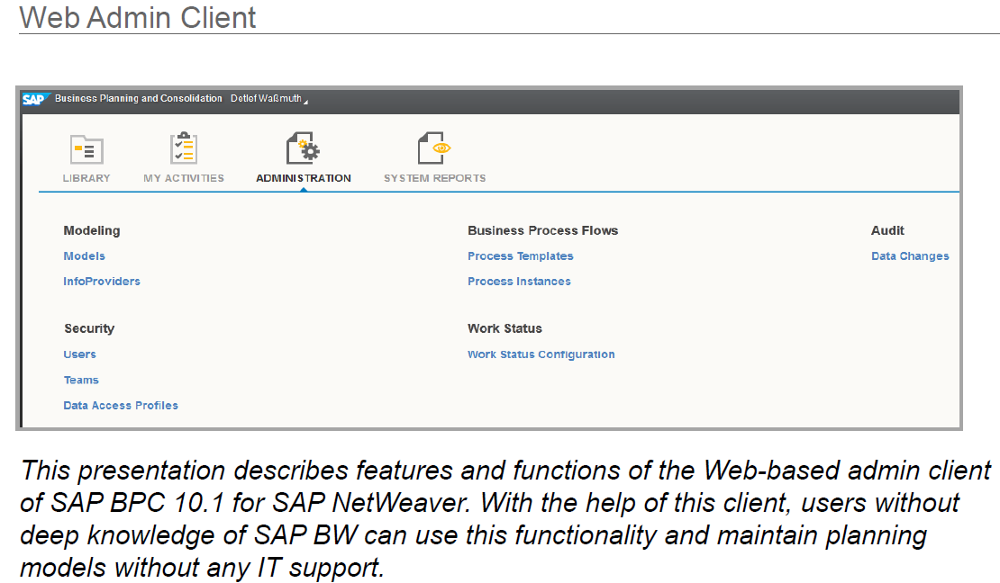 Web Admin Client
SAP Business Planning and Consolidation Detlef Waßmuth
LIBRARY MY ACTIVITIES ADMINISTRATION SYSTEM REPORTS
Modeling Business Process Flows Audit
Models Process Templates Data Changes
InfoProviders Process Instances
Security Work Status
Users Work Status Configuration
Teams
Data Access Profiles
This presentation describes features and functions of the Web-based admin client
of SAP BPC 10.1 for SAP NetWeaver. With the help of this client, users without
deep knowledge of SAP BW can use this functionality and maintain planning
models without any IT support.